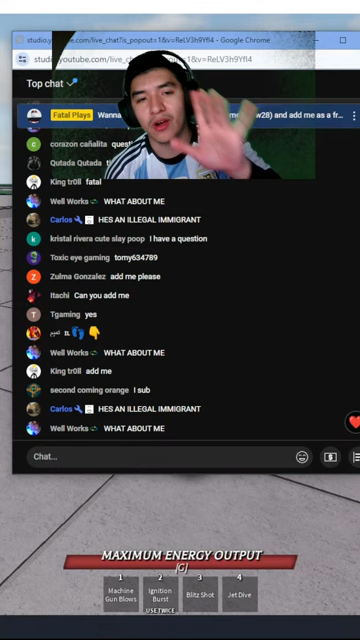 studio.youtube.com/live_chat?is_popout=1&v=ReLV3h9Yfl4 - Google Chrome
studio.youtube.com/live_chat? =1&v=ReLV3h9Yfl4
Top chat
Fatal Plays Wanna and add me as a fr...
corazon cañalita
Qutada Qutada
King tr0ll fatal
Well Works WHAT ABOUT ME
Carlos HES AN ILLEGAL IMMIGRANT
kristal rivera cute slay poop I have a question
Toxic eye gaming tomy634789
Zulma Gonzalez add me please
Itachi Can you add me
Tgaming yes
Well Works WHAT ABOUT ME
King tr0ll add me
second coming orange I sub
Carlos HES AN ILLEGAL IMMIGRANT
Well Works WHAT ABOUT ME
Chat...
MAXIMUM ENERGY OUTPUT
[G]
1 2 3 4
Machine Gun Blows Ignition Burst Blitz Shot Jet Dive
USE TWICE